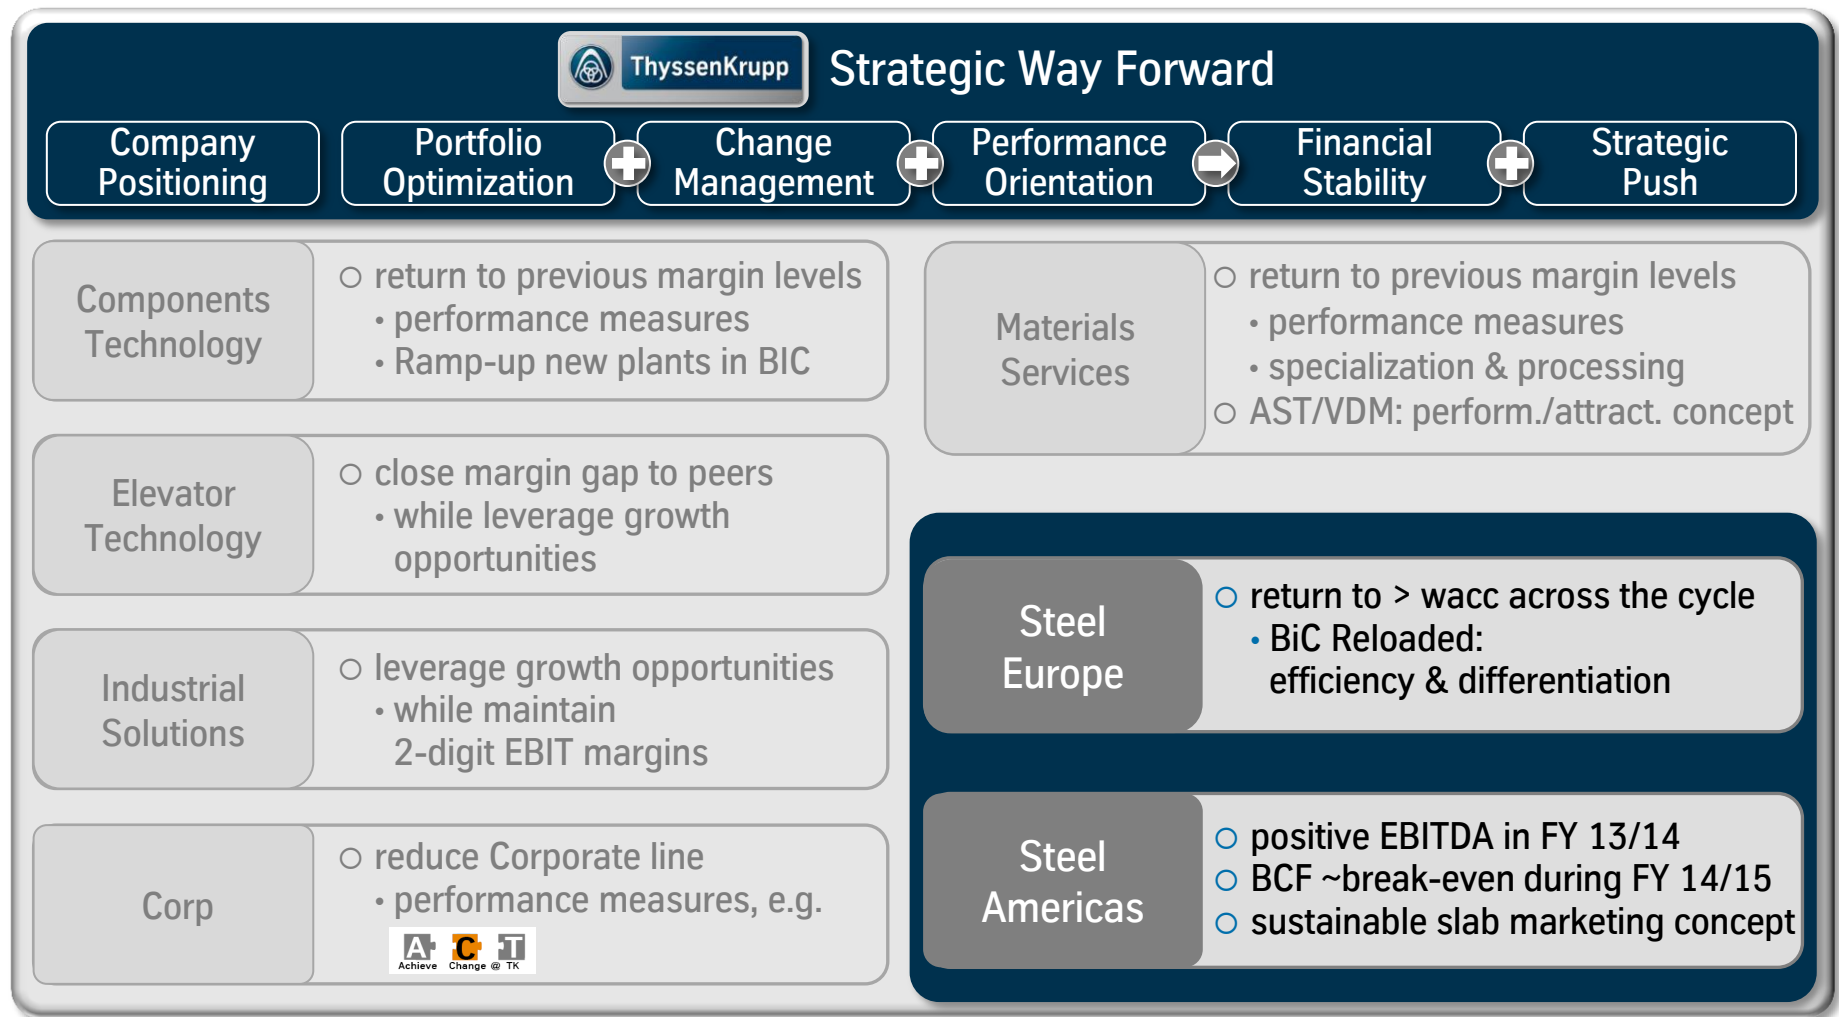 ThyssenKrupp
Strategic Way Forward
Company
Positioning
Portfolio
Optimization
Change
Management
Performance
Orientation
Financial
Stability
Strategic
Push
Components
Technology
○ return to previous margin levels
• performance measures
• Ramp-up new plants in BIC
Elevator
Technology
○ close margin gap to peers
• while leverage growth
opportunities
Industrial
Solutions
○ leverage growth opportunities
• while maintain
2-digit EBIT margins
Corp
○ reduce Corporate line
• performance measures, e.g.
A C T
Achieve Change @ TK
Materials
Services
○ return to previous margin levels
• performance measures
• specialization & processing
○ AST/VDM: perform./attract. concept
Steel
Europe
○ return to > wacc across the cycle
• BiC Reloaded:
efficiency & differentiation
Steel
Americas
○ positive EBITDA in FY 13/14
○ BCF ~break-even during FY 14/15
○ sustainable slab marketing concept